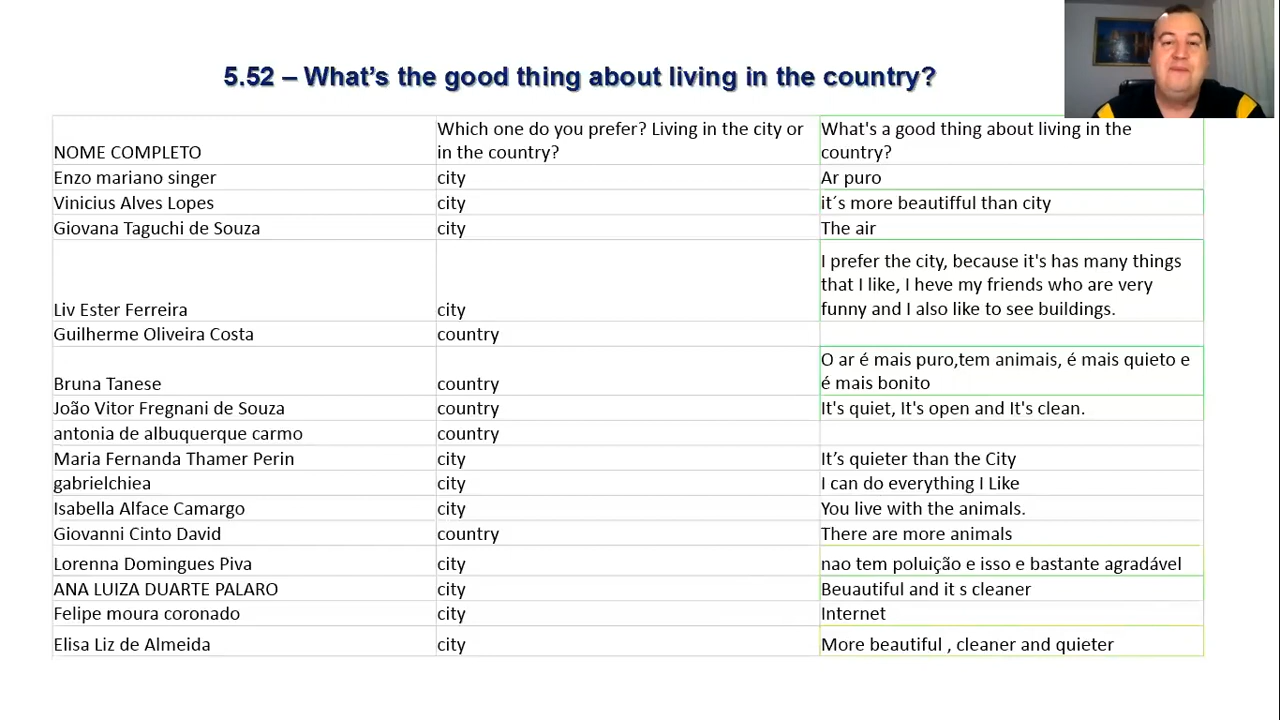 5.52 – What’s the good thing about living in the country?
NOME COMPLETO
Which one do you prefer? Living in the city or
in the country?
What's a good thing about living in the
country?
Enzo mariano singer
city
Ar puro
Vinicius Alves Lopes
city
it´s more beautifful than city
Giovana Taguchi de Souza
city
The air
Liv Ester Ferreira
city
I prefer the city, because it's has many things
that I like, I heve my friends who are very
funny and I also like to see buildings.
Guilherme Oliveira Costa
country
Bruna Tanese
country
O ar é mais puro,tem animais, é mais quieto e
é mais bonito
João Vitor Fregnani de Souza
country
It's quiet, It's open and It's clean.
antonia de albuquerque carmo
country
Maria Fernanda Thamer Perin
city
It’s quieter than the City
gabrielchiea
city
I can do everything I Like
Isabella Alface Camargo
city
You live with the animals.
Giovanni Cinto David
country
There are more animals
Lorenna Domingues Piva
city
nao tem poluição e isso e bastante agradável
ANA LUIZA DUARTE PALARO
city
Beuautiful and it s cleaner
Felipe moura coronado
city
Internet
Elisa Liz de Almeida
city
More beautiful , cleaner and quieter